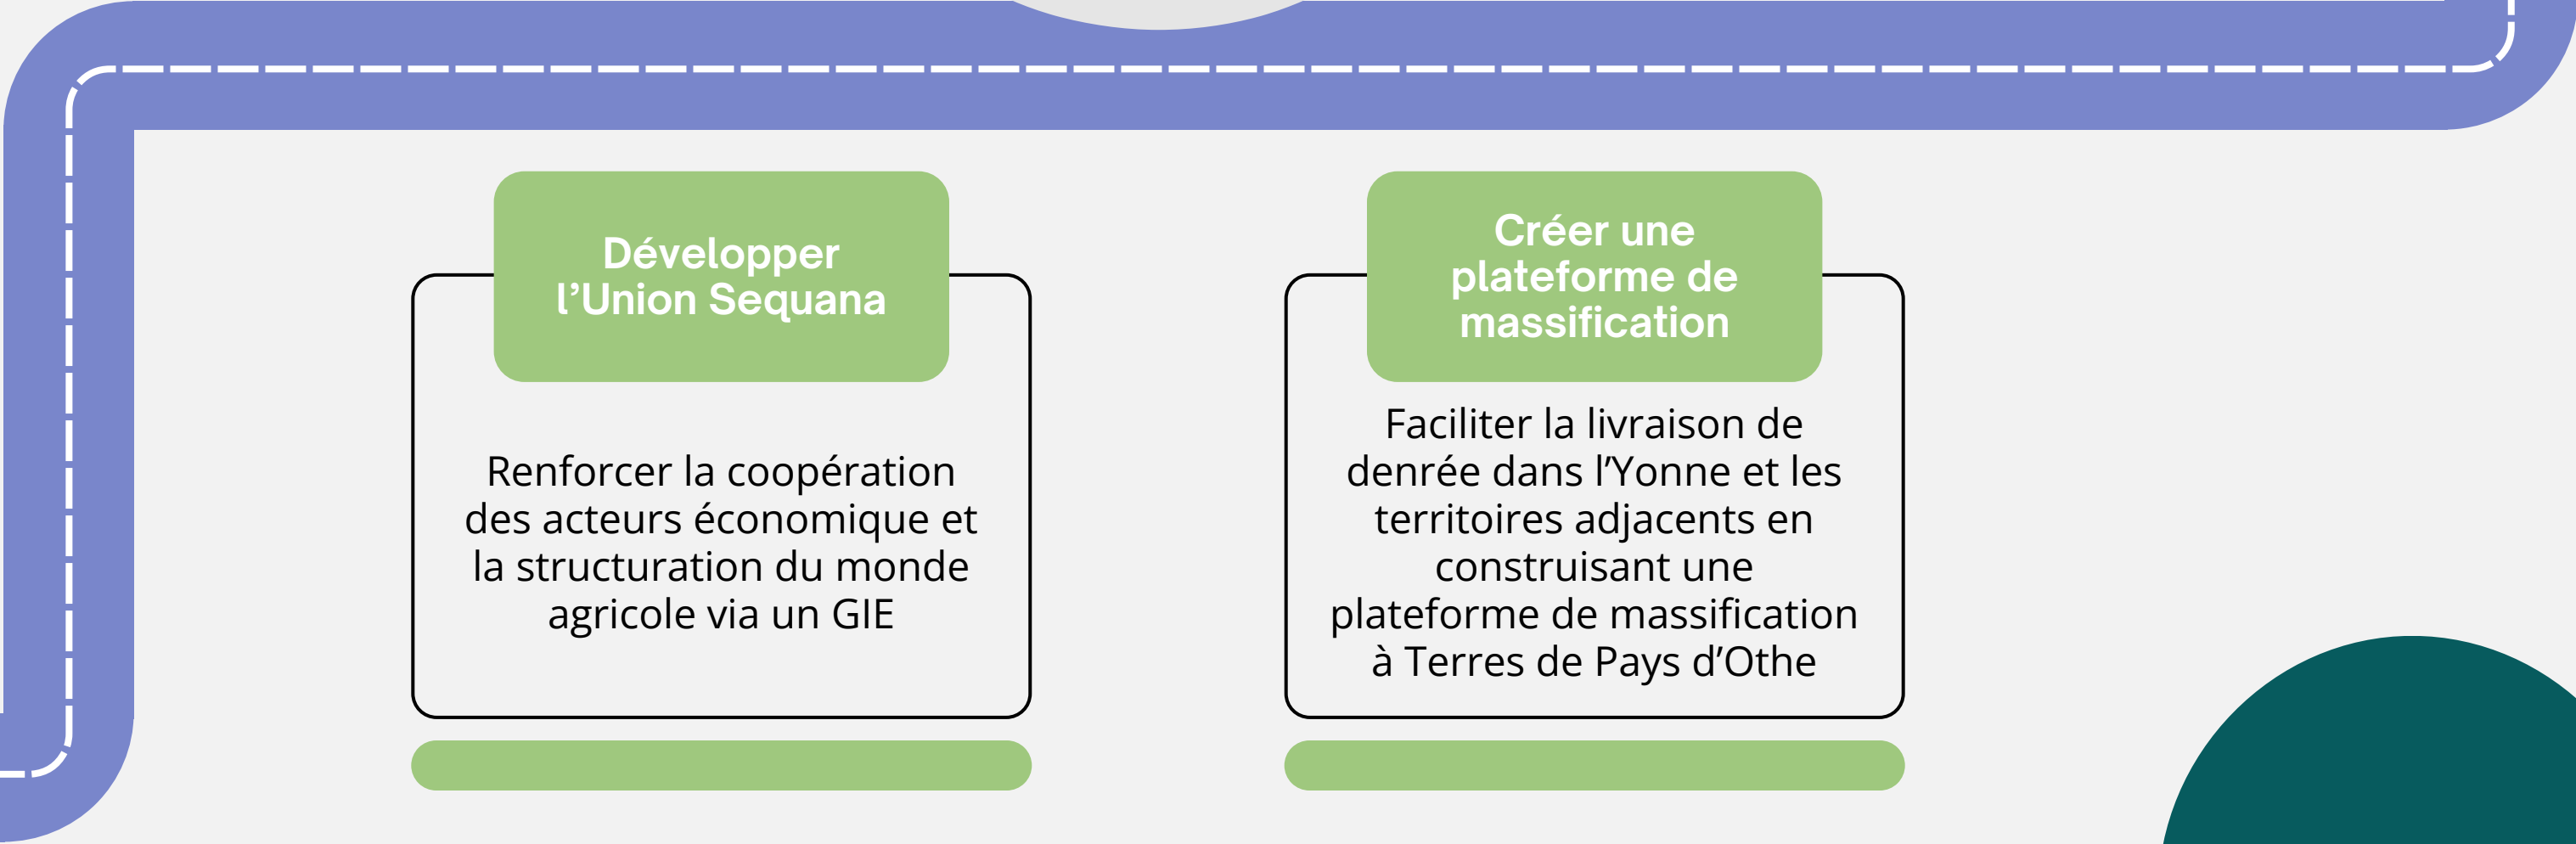 Développer
l’Union Sequana
Renforcer la coopération
des acteurs économique et
la structuration du monde
agricole via un GIE
Créer une
plateforme de
massification
Faciliter la livraison de
denrée dans l’Yonne et les
territoires adjacents en
construisant une
plateforme de massification
à Terres de Pays d’Othe